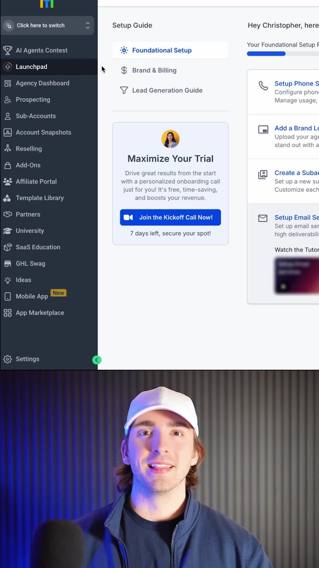 Click here to switch
AI Agents Contest
Launchpad
Agency Dashboard
Prospecting
Sub-Accounts
Account Snapshots
Reselling
Add-Ons
Affiliate Portal
Template Library
Partners
University
SaaS Education
GHL Swag
Ideas
Mobile App New
App Marketplace
Settings
Setup Guide
Foundational Setup
Brand & Billing
Lead Generation Guide
Maximize Your Trial
Drive great results from the start
with a personalized onboarding call
just for you! It's free, time-saving,
and boosts your revenue.
Join the Kickoff Call Now!
7 days left, secure your spot!
Hey Christopher, here
Your Foundational Setup P
Setup Phone S
Configure phon
Manage usage,
Add a Brand L
Upload your age
stand out with a
Create a Suba
Set up a new su
Customize each
Setup Email Se
Set up email ser
high deliverabili
Watch the Tutor